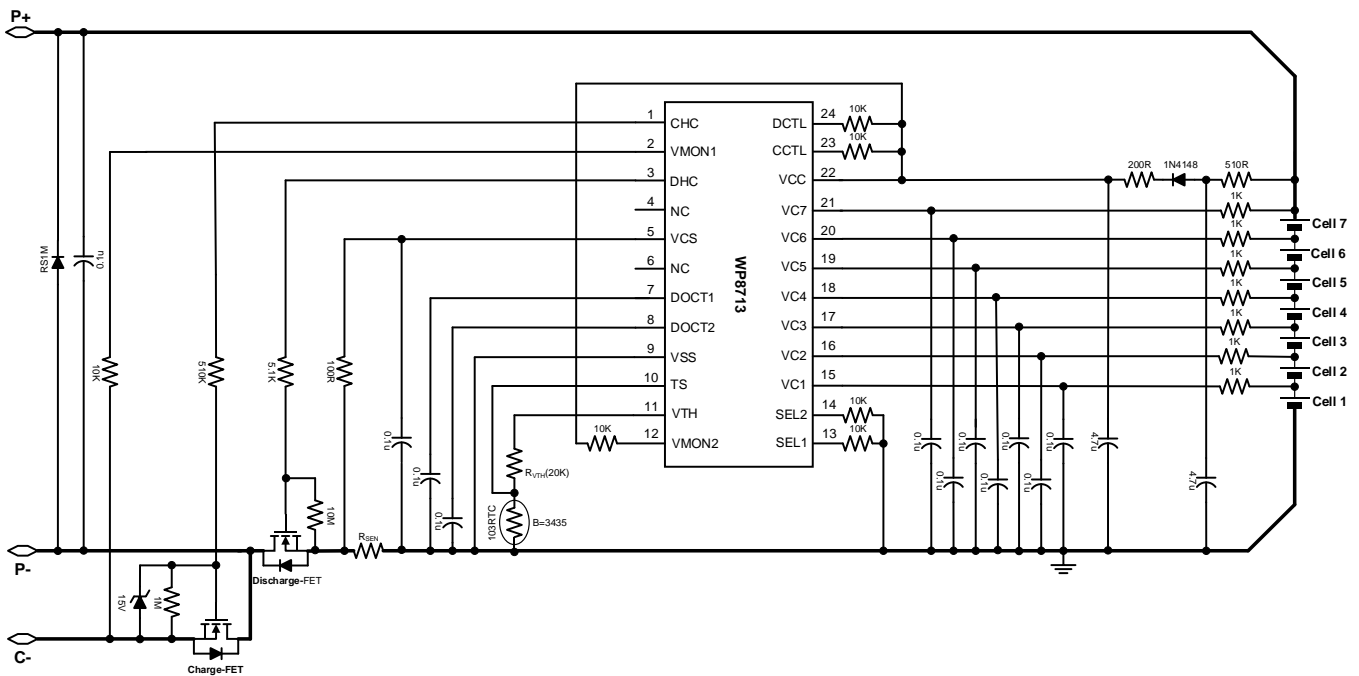 P+
1
CHC
2
VMON1
3
DHC
4
NC
5
VCS
6
NC
7
DOCT1
8
DOCT2
9
VSS
10
TS
11
VTH
12
VMON2
WP8713
24
DCTL
23
CCTL
22
VCC
21
VC7
20
VC6
19
VC5
18
VC4
17
VC3
16
VC2
15
VC1
14
SEL2
13
SEL1
10K
10K
10K
10K
10K
200R
1N4148
510R
1K
1K
1K
1K
1K
1K
1K
Cell 7
Cell 6
Cell 5
Cell 4
Cell 3
Cell 2
Cell 1
RS1M
0.1u
10K
510K
5.1K
100R
0.1u
0.1u
0.1u
RVTH(20K)
103RTC
B=3435
10M
RSEN
0.1u
0.1u
0.1u
0.1u
0.1u
0.1u
0.1u
4.7u
4.7u
P-
Discharge-FET
15V
1M
C-
Charge-FET